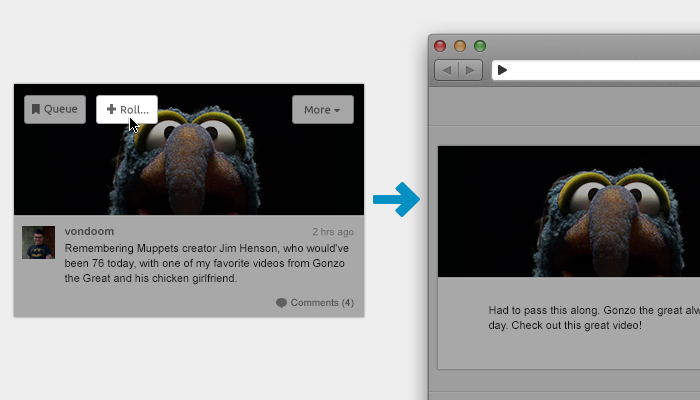 Queue
Roll...
More
vondoom
2 hrs ago
Remembering Muppets creator Jim Henson, who would've
been 76 today, with one of my favorite videos from Gonzo
the Great and his chicken girlfriend.
Comments (4)
Had to pass this along. Gonzo the great
day. Check out this great video!